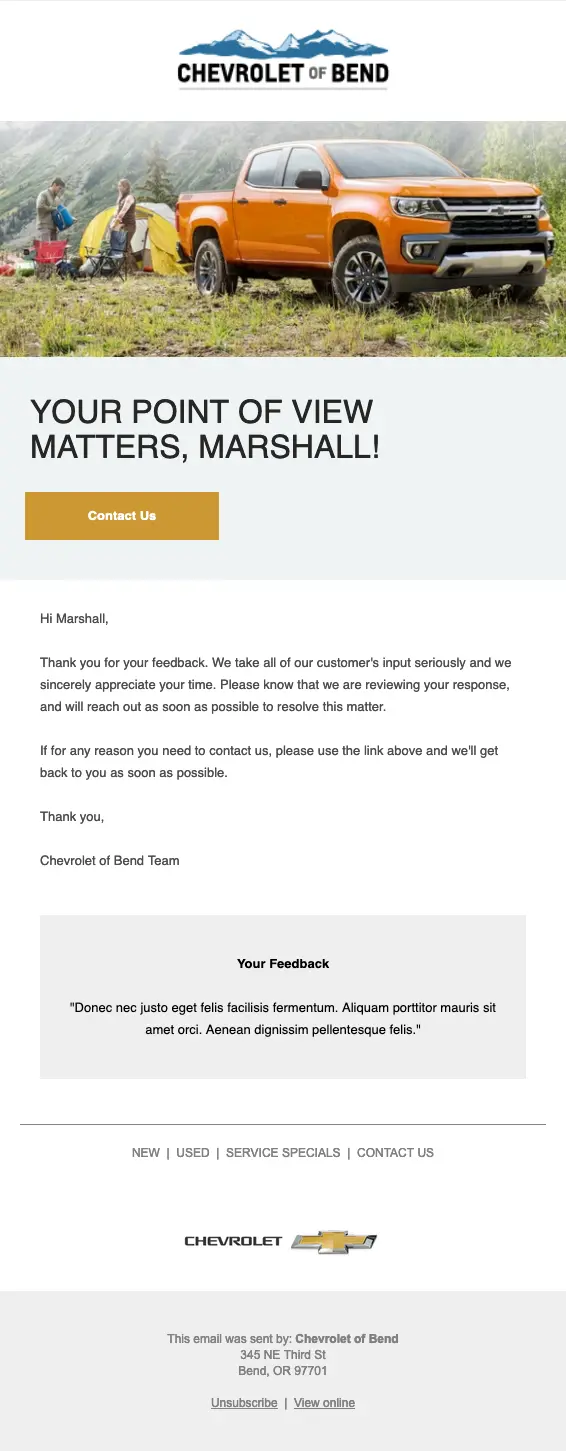 CHEVROLET OF BEND
YOUR POINT OF VIEW
MATTERS, MARSHALL!
Contact Us
Hi Marshall,
Thank you for your feedback. We take all of our customer's input seriously and we
sincerely appreciate your time. Please know that we are reviewing your response,
and will reach out as soon as possible to resolve this matter.
If for any reason you need to contact us, please use the link above and we'll get
back to you as soon as possible.
Thank you,
Chevrolet of Bend Team
Your Feedback
"Donec nec justo eget felis facilisis fermentum. Aliquam porttitor mauris sit
amet orci. Aenean dignissim pellentesque felis."
NEW | USED | SERVICE SPECIALS | CONTACT US
CHEVROLET
This email was sent by: Chevrolet of Bend
345 NE Third St
Bend, OR 97701
Unsubscribe | View online